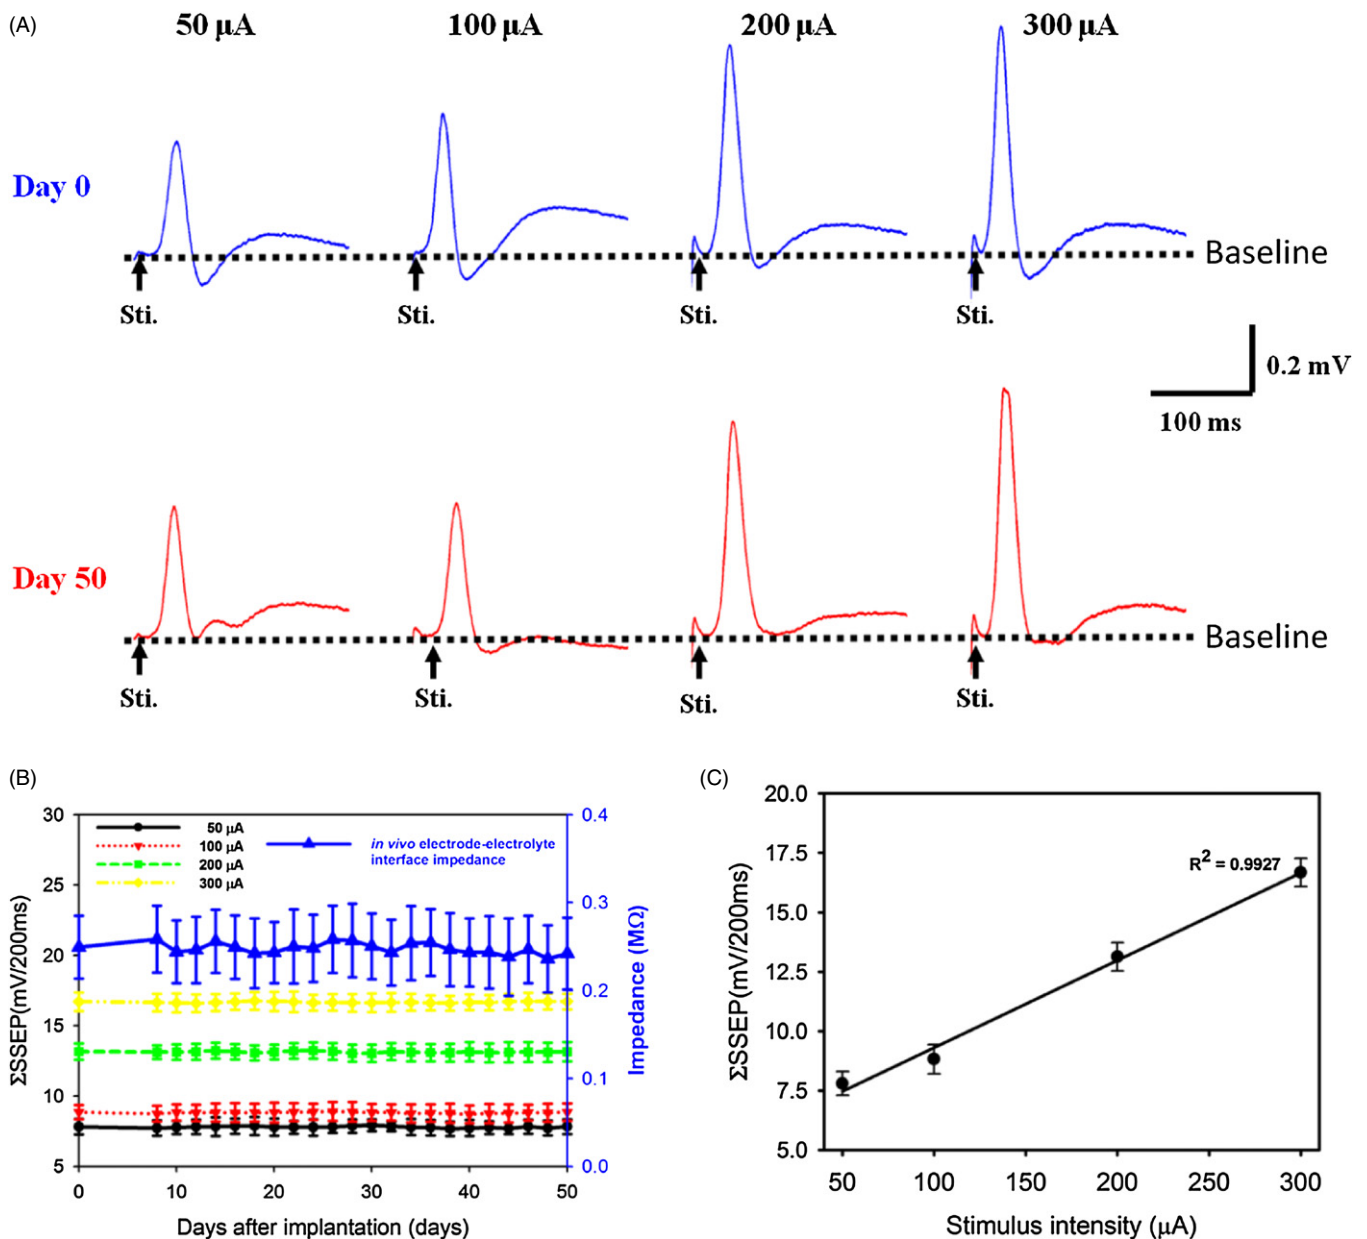 (A)
50 μA 100 μA 200 μA 300 μA
Day 0
Baseline
Sti. Sti. Sti. Sti.
0.2 mV
100 ms
Day 50
Baseline
Sti. Sti. Sti. Sti.
(B)
30
25
20
15
10
5
ΣSSEP(mV/200ms)
50 μA
100 μA
200 μA
300 μA
in vivo electrode-electrolyte
interface impedance
0.4
0.3
0.2
0.1
0.0
Impedance (MΩ)
0 10 20 30 40 50
Days after implantation (days)
(C)
20.0
17.5
15.0
12.5
10.0
7.5
5.0
ΣSSEP(mV/200ms)
R² = 0.9927
50 100 150 200 250 300
Stimulus intensity (μA)